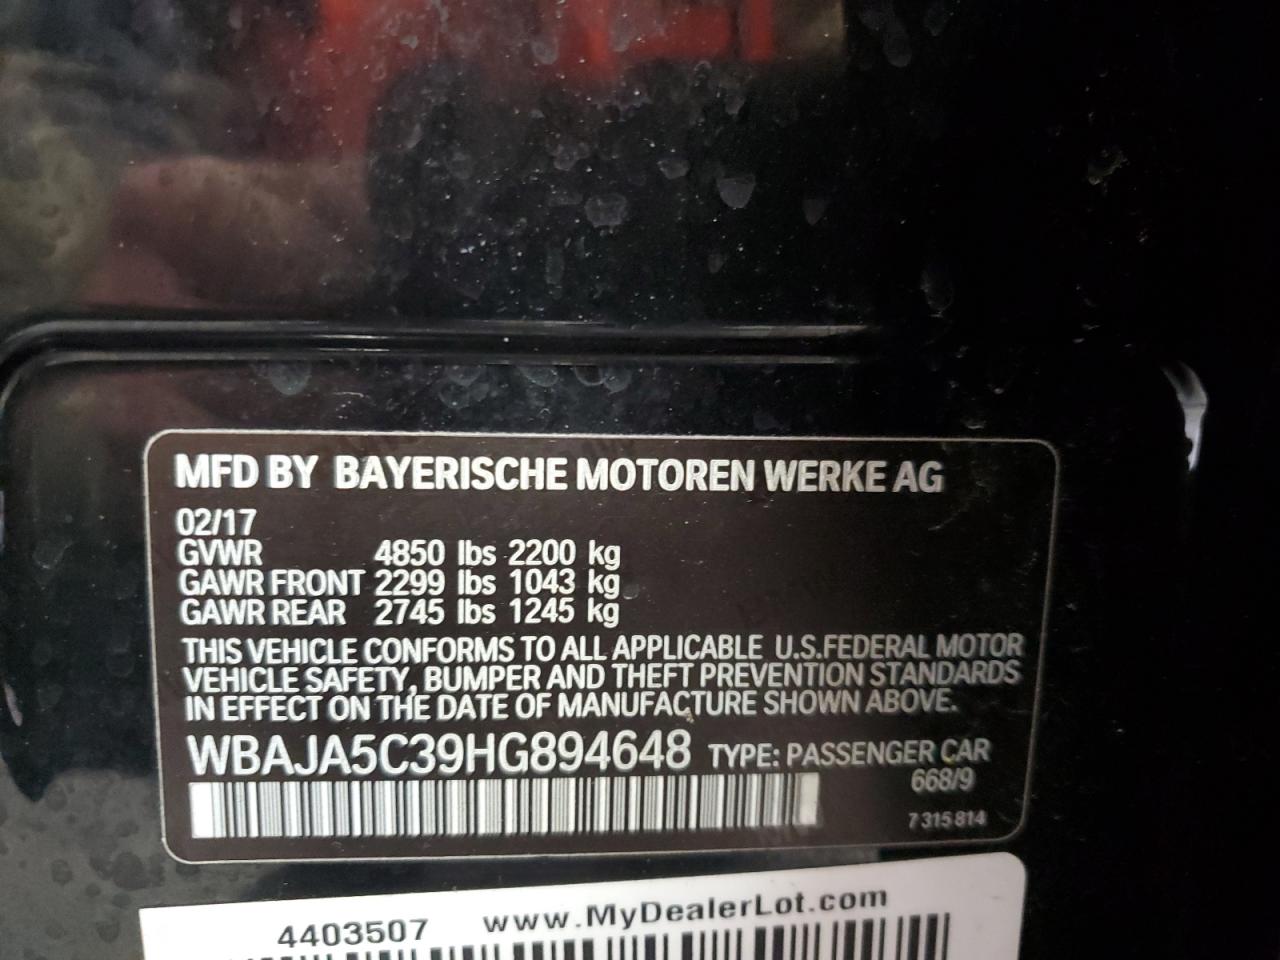 MFD BY BAYERISCHE MOTOREN WERKE AG
02/17
GVWR 4850 lbs 2200 kg
GAWR FRONT 2299 lbs 1043 kg
GAWR REAR 2745 lbs 1245 kg
THIS VEHICLE CONFORMS TO ALL APPLICABLE U.S.FEDERAL MOTOR
VEHICLE SAFETY, BUMPER AND THEFT PREVENTION STANDARDS
IN EFFECT ON THE DATE OF MANUFACTURE SHOWN ABOVE.
WBAJA5C39HG894648 TYPE: PASSENGER CAR
668/9
7 315 814
4403507 www.MyDealerLot.com